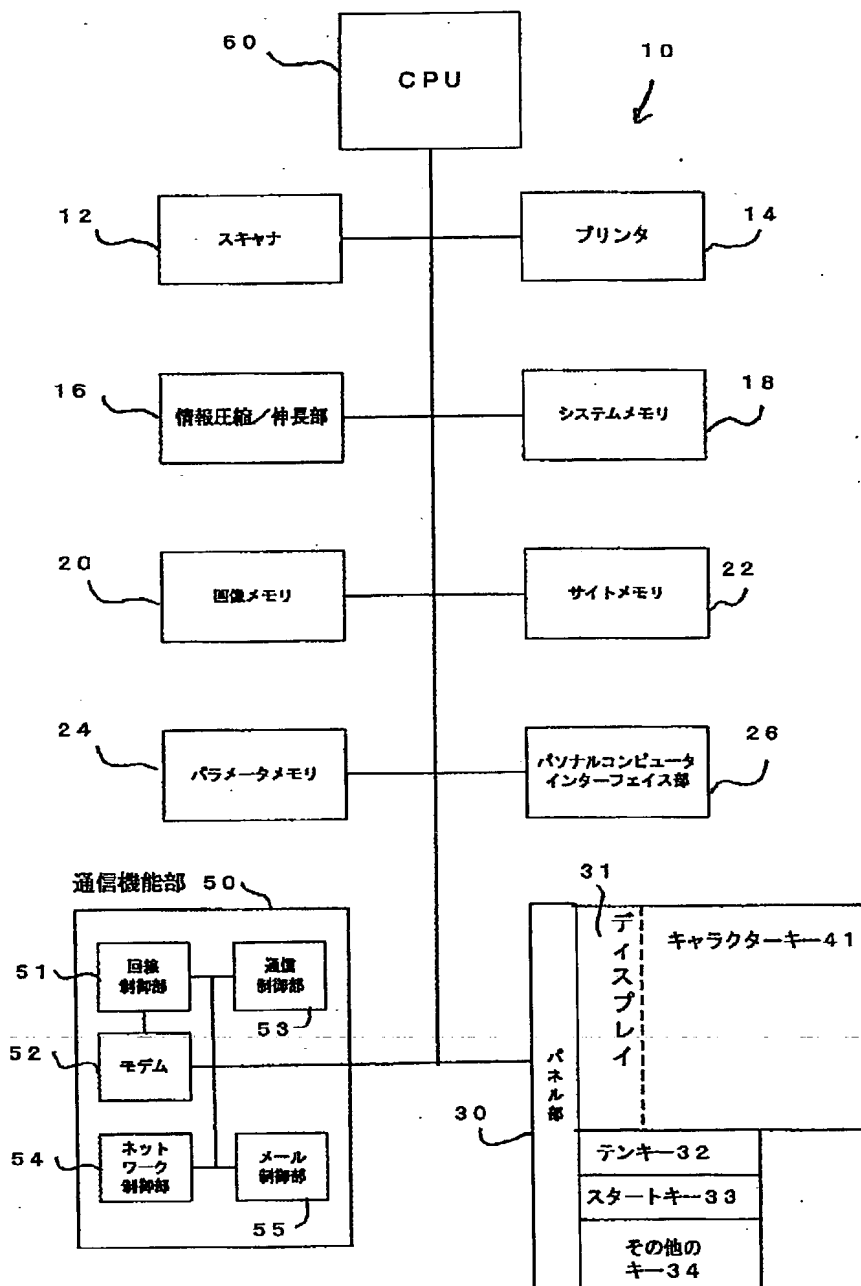 60
CPU
10
12
スキャナ
プリンタ
14
16
情報圧縮／伸長部
システムメモリ
18
20
画像メモリ
サイトメモリ
22
24
パラメータメモリ
パソナルコンピュータ
インターフェイス部
26
通信機能部
50
51
回線
制御部
通信
制御部
53
52
モデム
54
ネット
ワーク
制御部
メール
制御部
55
31
ディスプレイ
キャラクターキー41
30
パネル部
テンキー32
スタートキー33
その他の
キー34